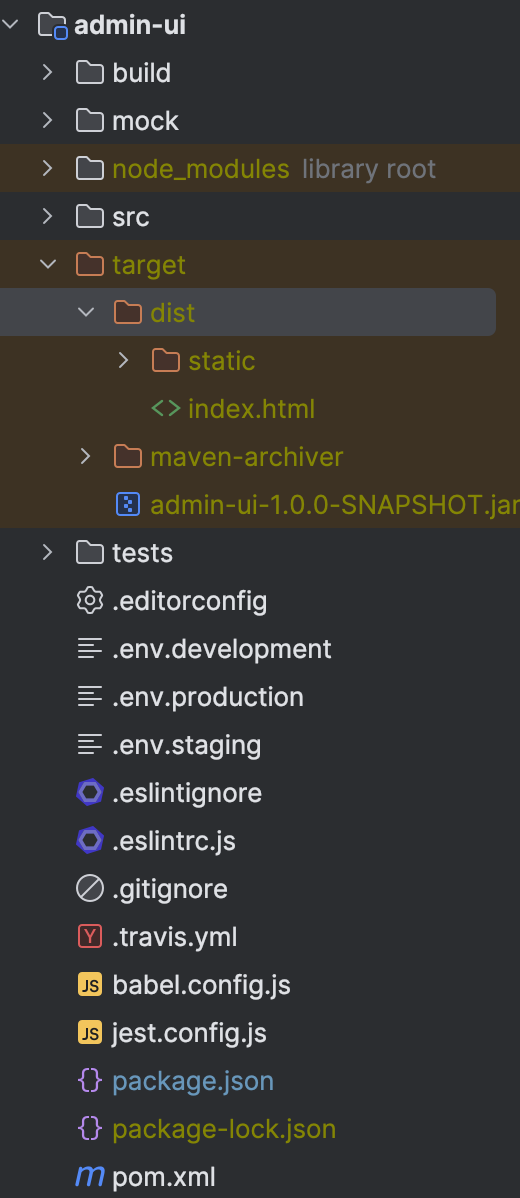 admin-ui
build
mock
node_modules library root
src
target
dist
static
index.html
maven-archiver
admin-ui-1.0.0-SNAPSHOT.jar
tests
.editorconfig
.env.development
.env.production
.env.staging
.eslintignore
.eslintrc.js
.gitignore
.travis.yml
babel.config.js
jest.config.js
package.json
package-lock.json
pom.xml